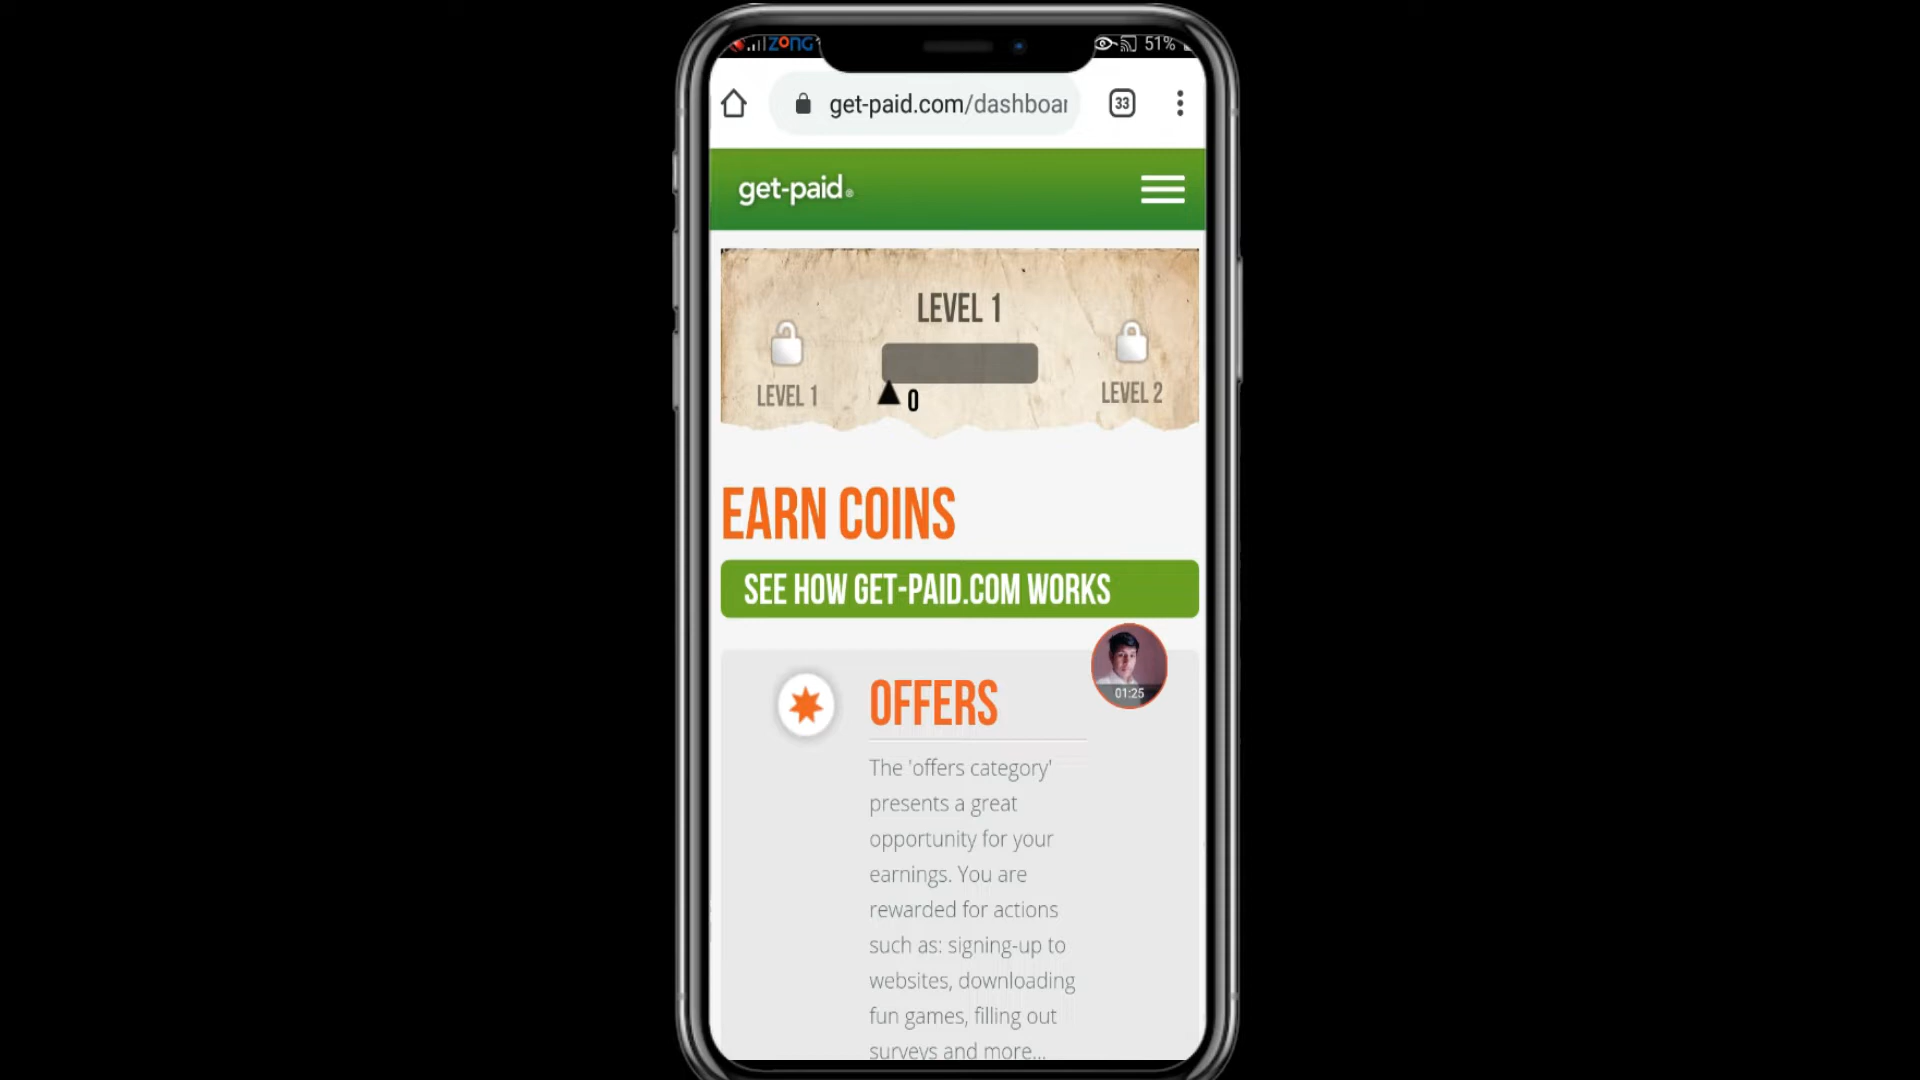 ZONG
51%
get-paid.com/dashboar
33
get-paid®
LEVEL 1
LEVEL 1
LEVEL 2
0
EARN COINS
SEE HOW GET-PAID.COM WORKS
01:25
OFFERS
The 'offers category'
presents a great
opportunity for your
earnings. You are
rewarded for actions
such as: signing-up to
websites, downloading
fun games, filling out
surveys and more...